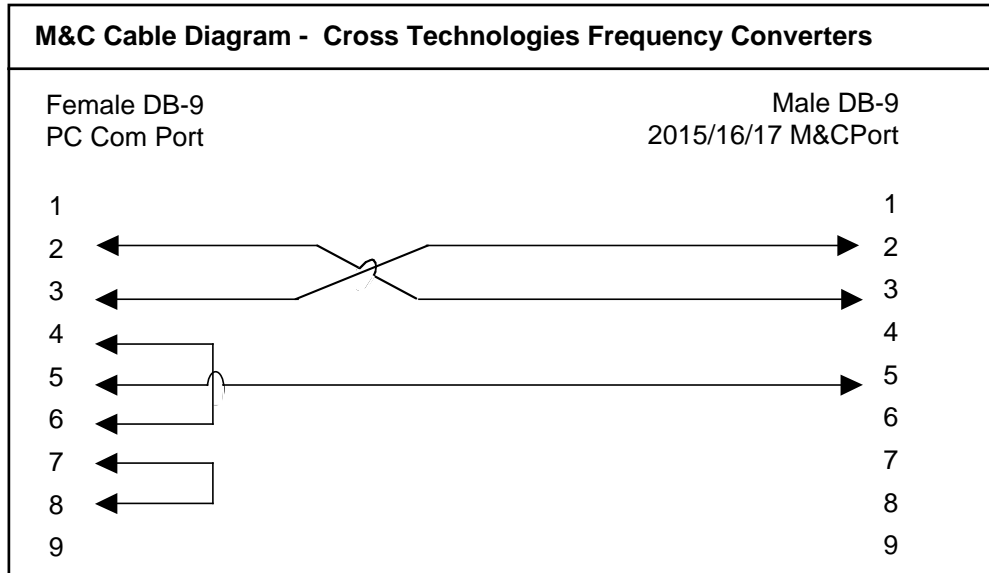 M&C Cable Diagram -  Cross Technologies Frequency Converters
Female DB-9
PC Com Port
Male DB-9
2015/16/17 M&CPort
1 1
2 2
3 3
4 4
5 5
6 6
7 7
8 8
9 9